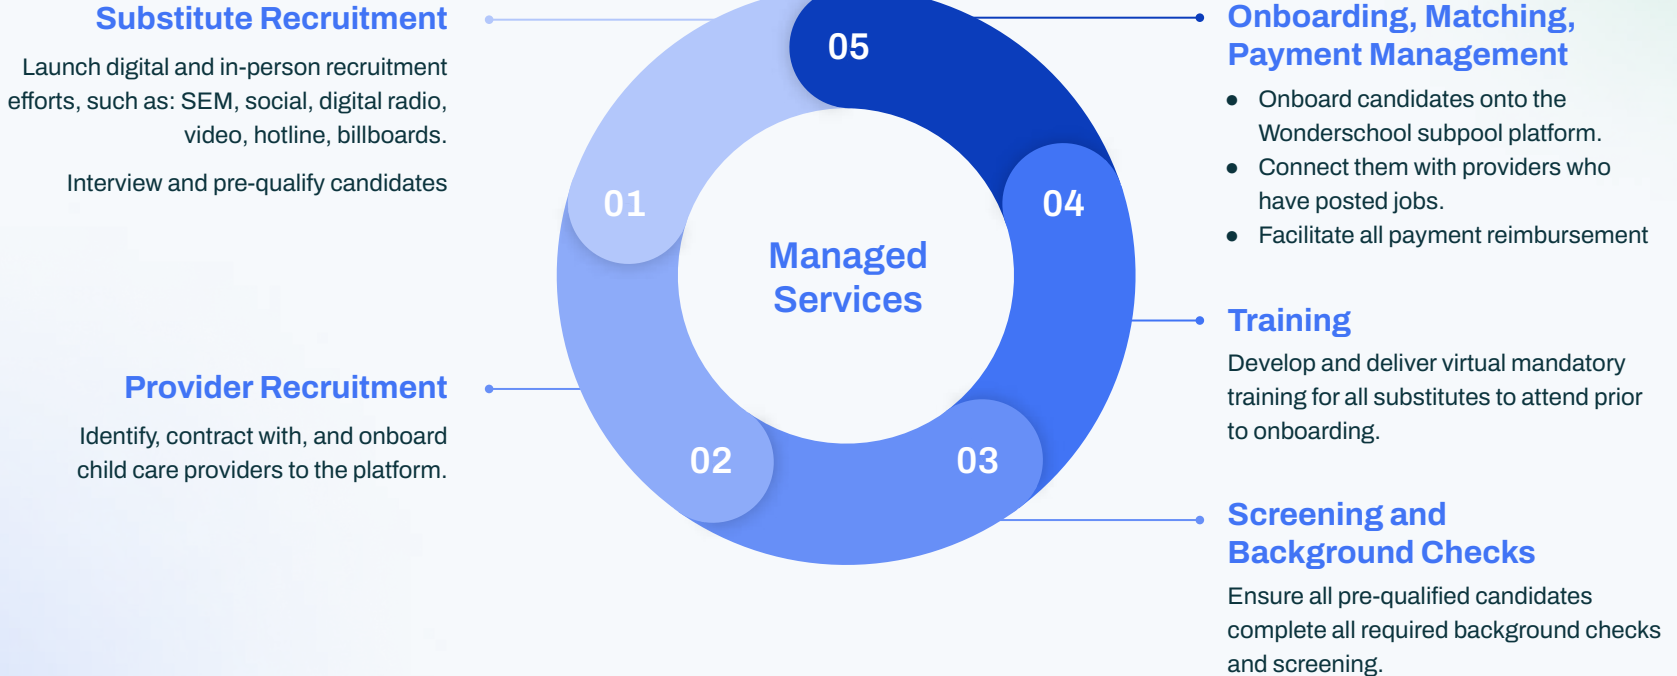 Substitute Recruitment
Launch digital and in-person recruitment
efforts, such as: SEM, social, digital radio,
video, hotline, billboards.
Interview and pre-qualify candidates
01
Provider Recruitment
Identify, contract with, and onboard
child care providers to the platform.
02
Managed
Services
05
Onboarding, Matching,
Payment Management
● Onboard candidates onto the
Wonderschool subpool platform.
● Connect them with providers who
have posted jobs.
● Facilitate all payment reimbursement
04
Training
Develop and deliver virtual mandatory
training for all substitutes to attend prior
to onboarding.
03
Screening and
Background Checks
Ensure all pre-qualified candidates
complete all required background checks
and screening.